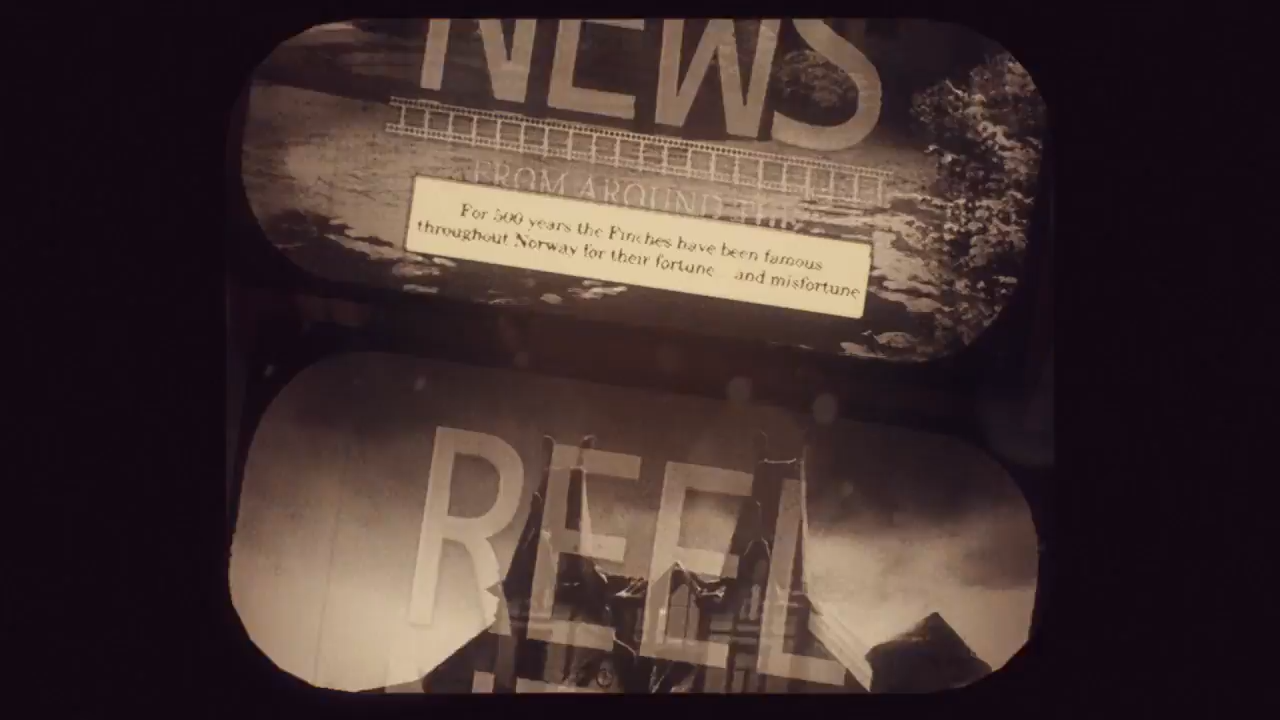 NEWS
FROM AROUND THE
For 500 years the Finches have been famous
throughout Norway for their fortune and misfortune
REEL